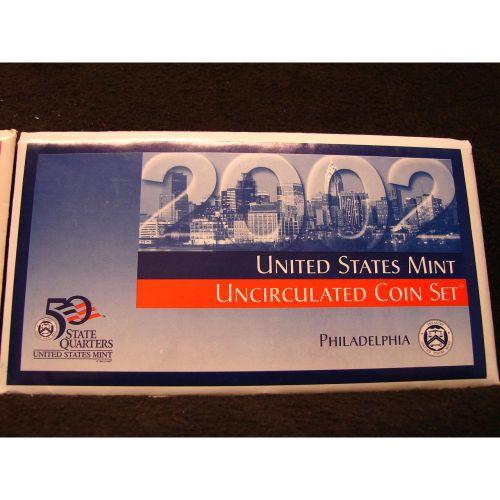 2002
UNITED STATES MINT
UNCIRCULATED COIN SET®
PHILADELPHIA
50
STATE
QUARTERS
UNITED STATES MINT